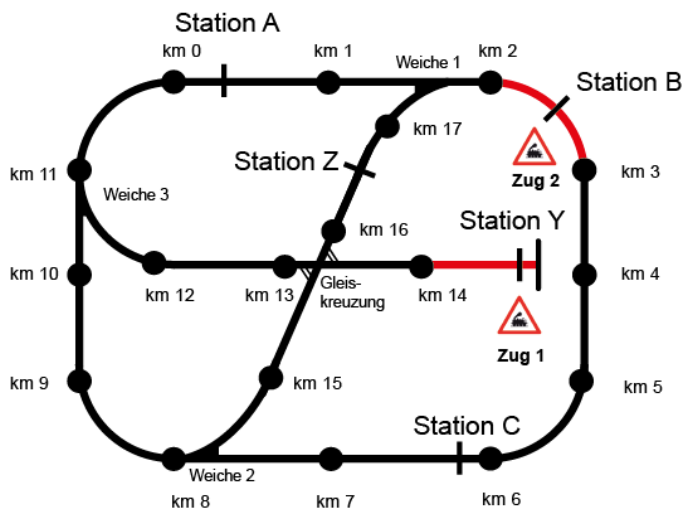 Station A
km 0
km 1
Weiche 1
km 2
Station B
km 17
Zug 2
km 11
Weiche 3
Station Z
km 3
km 16
Station Y
km 10
km 12
km 13
Gleis-
kreuzung
km 14
km 4
Zug 1
km 9
km 15
km 5
Station C
Weiche 2
km 8
km 7
km 6